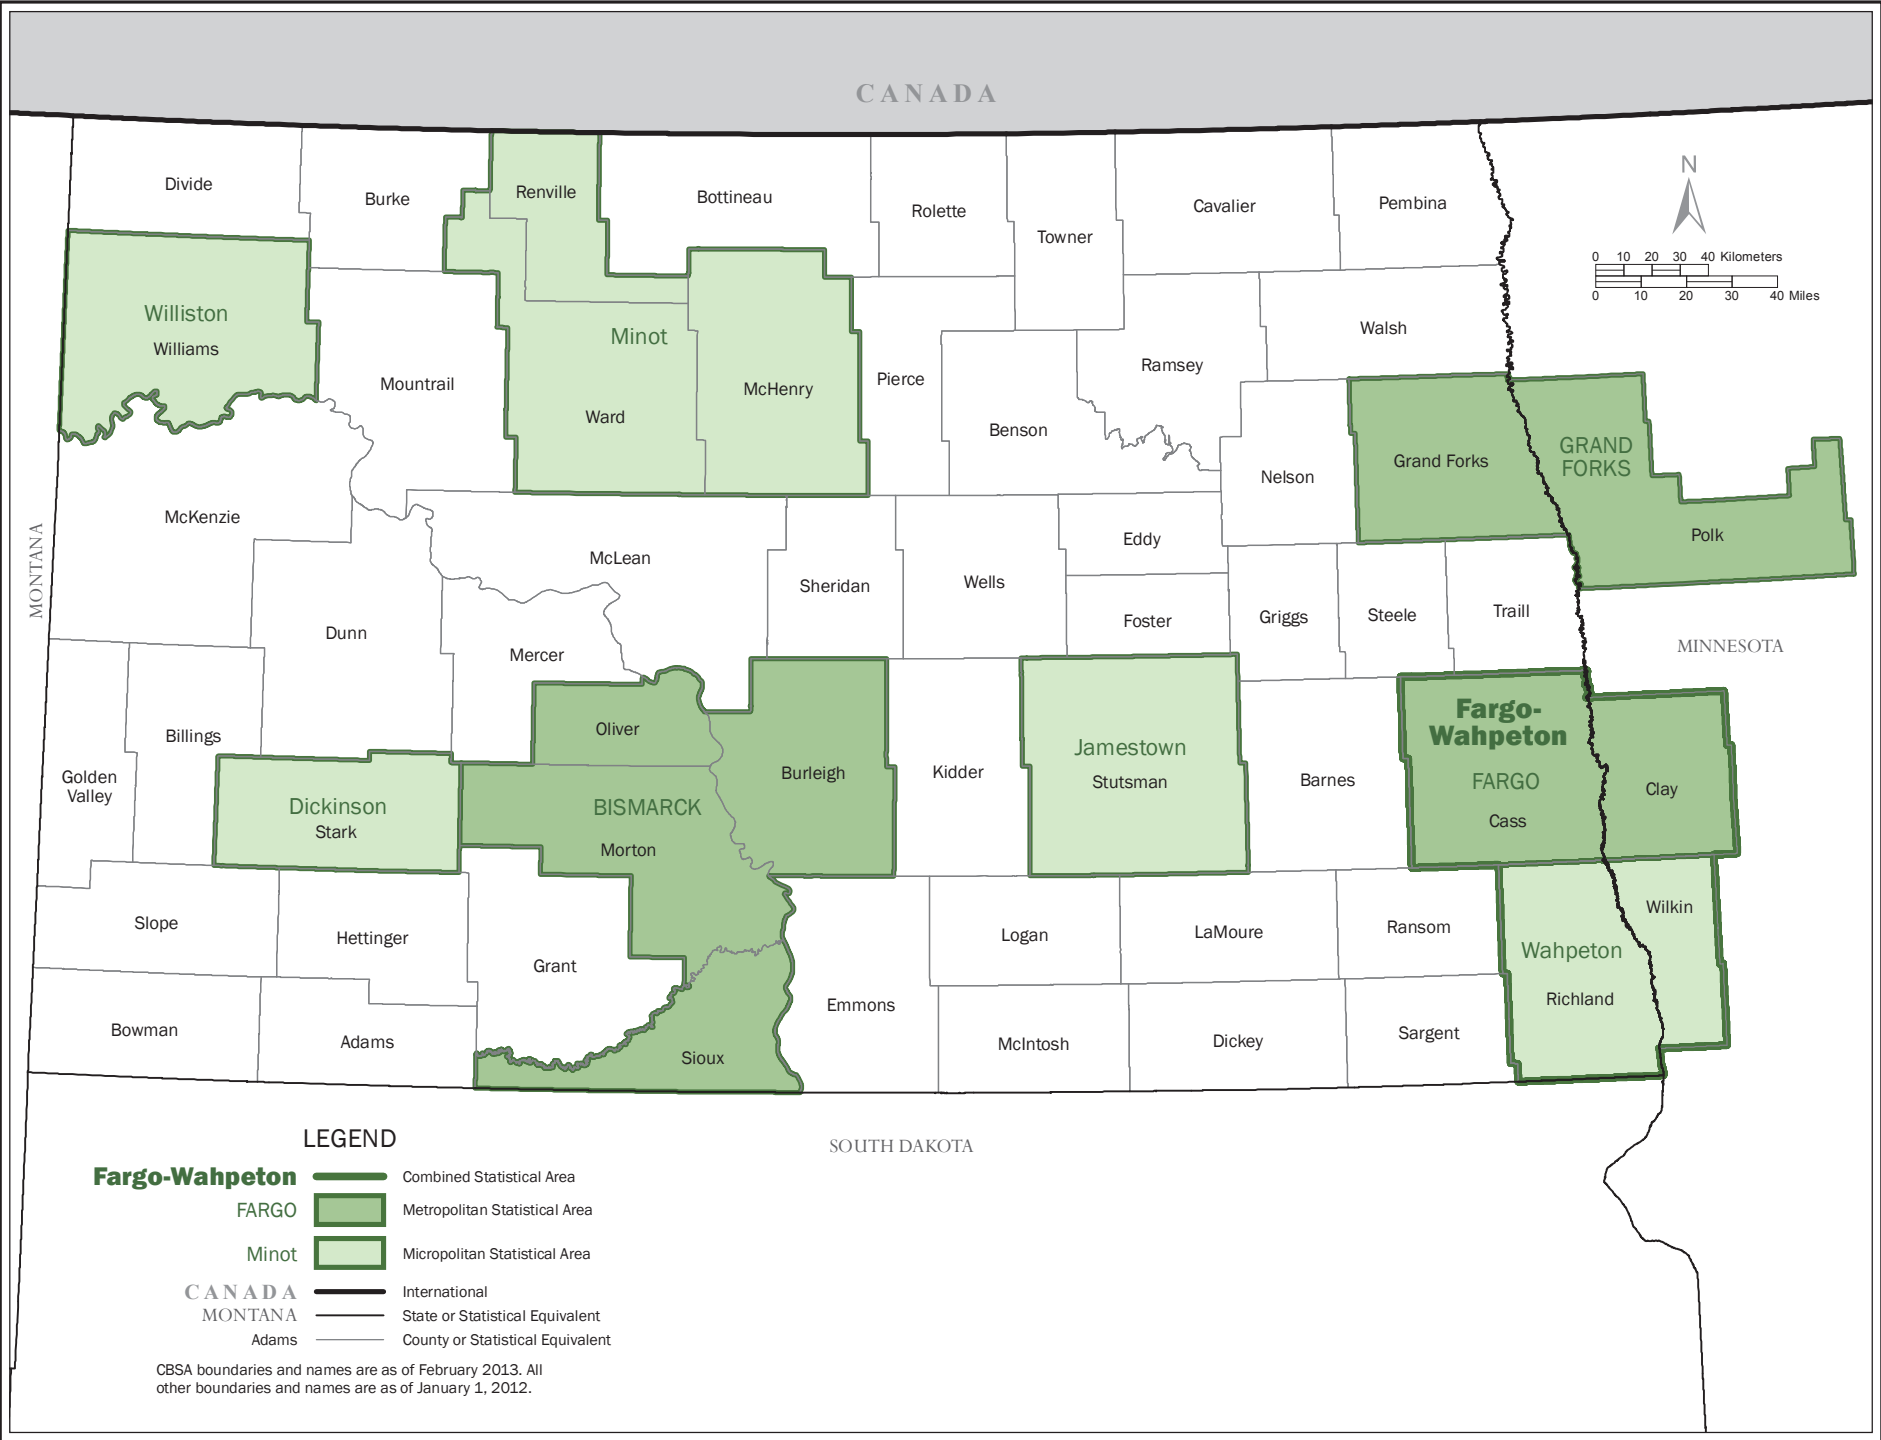 CANADA
N
0 10 20 30 40 Kilometers
0 10 20 30 40 Miles
Divide
Burke
Renville
Bottineau
Rolette
Towner
Cavalier
Pembina
Williston
Williams
Mountrail
Minot
Ward
McHenry
Pierce
Benson
Ramsey
Walsh
Nelson
Grand Forks
GRAND
FORKS
Polk
MONTANA
McKenzie
McLean
Sheridan
Wells
Eddy
Foster
Griggs
Steele
Traill
MINNESOTA
Dunn
Mercer
Oliver
Billings
Golden
Valley
Dickinson
Stark
BISMARCK
Morton
Burleigh
Kidder
Jamestown
Stutsman
Barnes
Fargo-
Wahpeton
FARGO
Cass
Clay
Slope
Hettinger
Grant
Emmons
Logan
LaMoure
Ransom
Wahpeton
Richland
Wilkin
Bowman
Adams
Sioux
McIntosh
Dickey
Sargent
SOUTH DAKOTA
LEGEND
Fargo-Wahpeton Combined Statistical Area
FARGO Metropolitan Statistical Area
Minot Micropolitan Statistical Area
CANADA International
MONTANA State or Statistical Equivalent
Adams County or Statistical Equivalent
CBSA boundaries and names are as of February 2013. All
other boundaries and names are as of January 1, 2012.